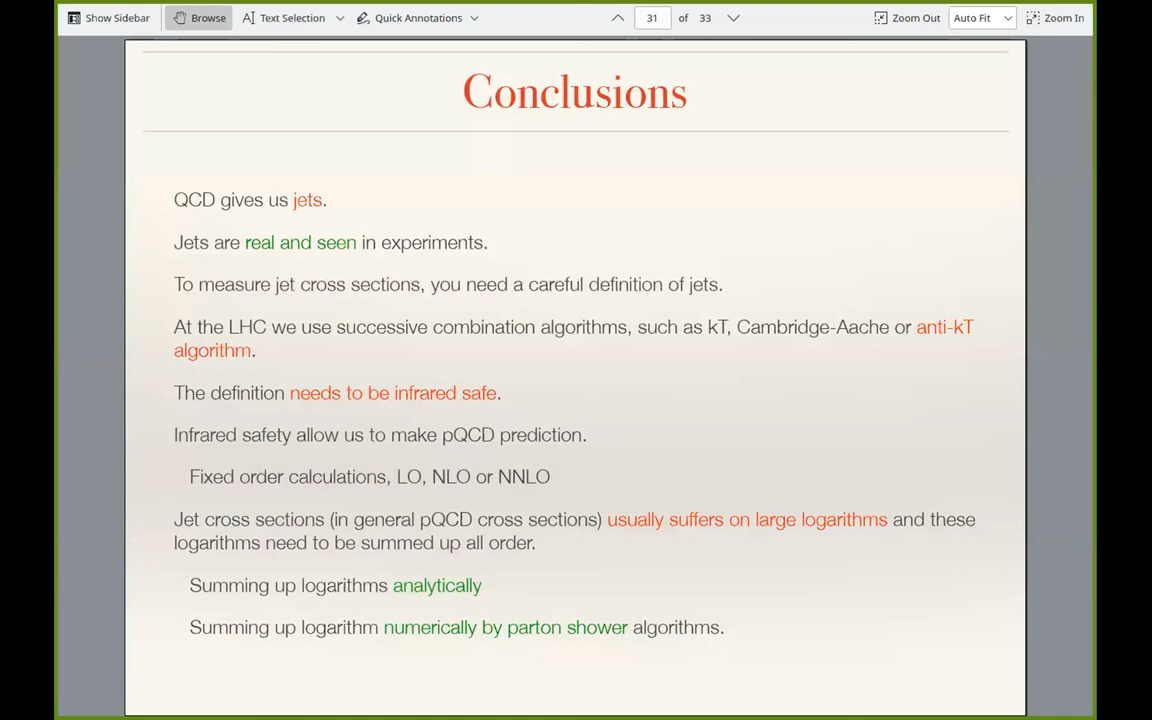 Show Sidebar Browse Text Selection Quick Annotations 31 of 33 Zoom Out Auto Fit Zoom In
Conclusions
QCD gives us jets.
Jets are real and seen in experiments.
To measure jet cross sections, you need a careful definition of jets.
At the LHC we use successive combination algorithms, such as kT, Cambridge-Aache or anti-kT
algorithm.
The definition needs to be infrared safe.
Infrared safety allow us to make pQCD prediction.
Fixed order calculations, LO, NLO or NNLO
Jet cross sections (in general pQCD cross sections) usually suffers on large logarithms and these
logarithms need to be summed up all order.
Summing up logarithms analytically
Summing up logarithm numerically by parton shower algorithms.